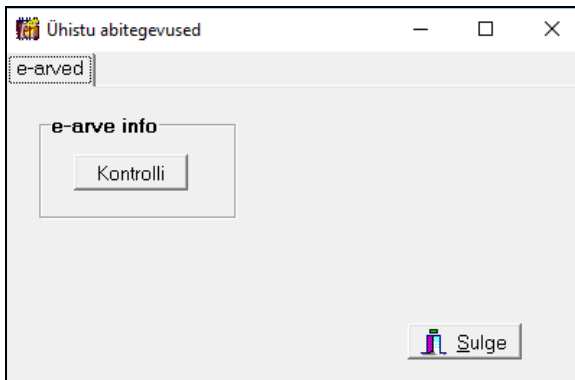 Ühistu abitegevused
e-arved
e-arve info
Kontrolli
Sulge